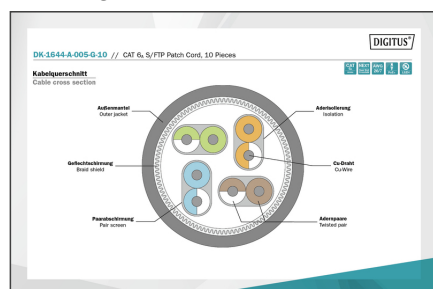 DIGITUS®
DK-1644-A-005-G-10 // CAT 6A S/FTP Patch Cord, 10 Pieces
Kabelquerschnitt
Cable cross section
Außenmantel
Outer jacket
Aderisolierung
Isolation
Geflechtschirmung
Braid shield
Cu-Draht
Cu-Wire
Paarabschirmung
Pair screen
Aderspaare
Twisted pair